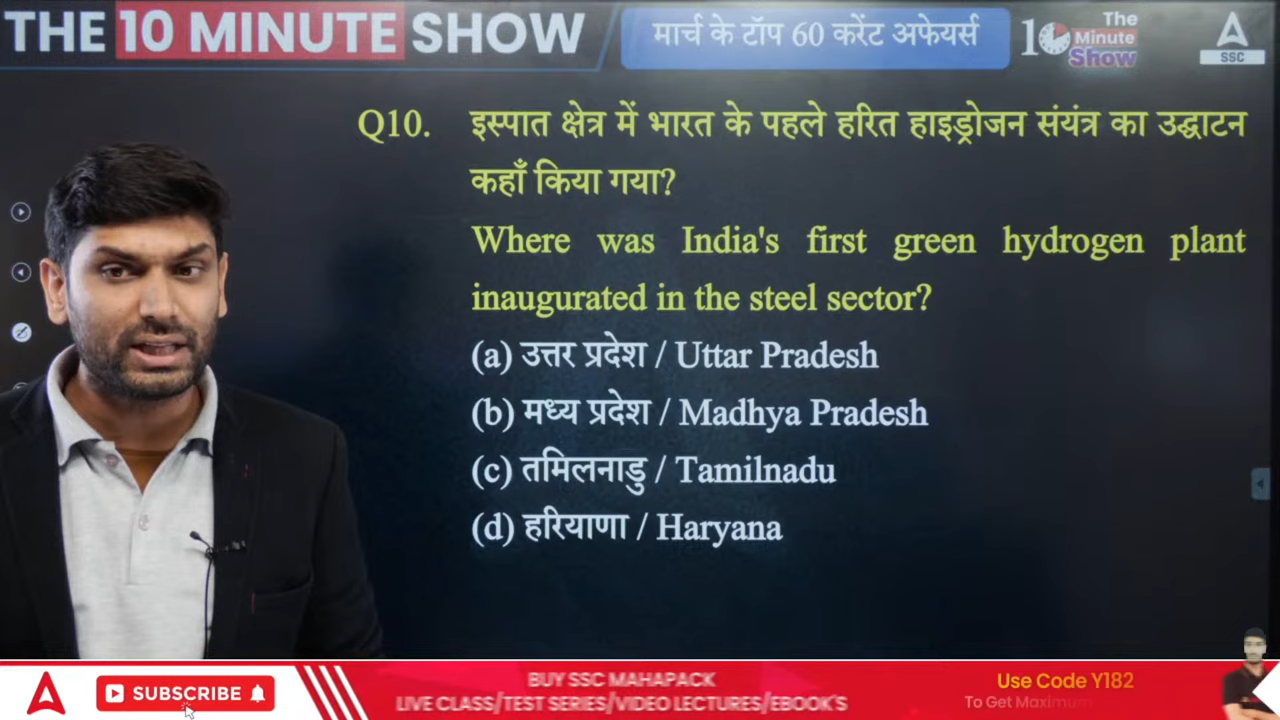 THE 10 MINUTE SHOW
मार्च के टॉप 60 करेंट अफेयर्स
10 The Minute Show
SSC
Q10. इस्पात क्षेत्र में भारत के पहले हरित हाइड्रोजन संयंत्र का उद्घाटन
कहाँ किया गया?
Where was India's first green hydrogen plant
inaugurated in the steel sector?
(a) उत्तर प्रदेश / Uttar Pradesh
(b) मध्य प्रदेश / Madhya Pradesh
(c) तमिलनाडु / Tamilnadu
(d) हरियाणा / Haryana
SUBSCRIBE
BUY SSC MAHAPACK
LIVE CLASS/TEST SERIES/VIDEO LECTURES/EBOOK'S
Use Code Y182
To Get Maximum